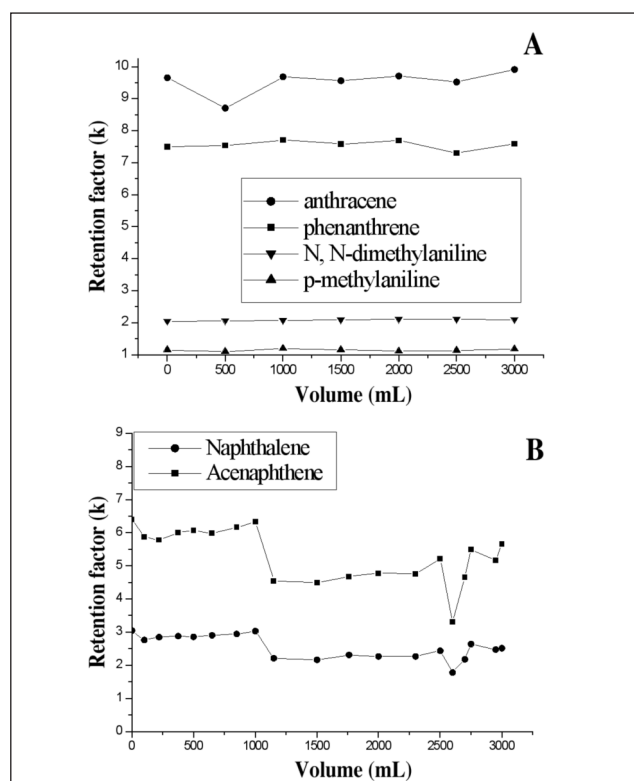 A
Retention factor (k)
10
9
8
7
6
5
4
3
2
1
anthracene
phenanthrene
N, N-dimethylaniline
p-methylaniline
0 500 1000 1500 2000 2500 3000
Volume (mL)
B
Retention factor (k)
9
8
7
6
5
4
3
2
1
0
Naphthalene
Acenaphthene
0 500 1000 1500 2000 2500 3000
Volume (mL)